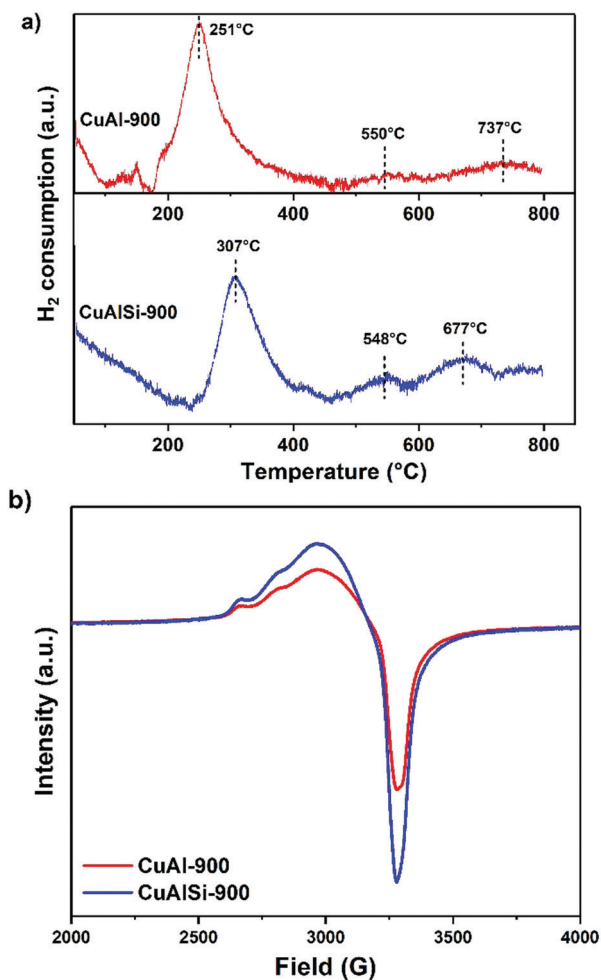 a)
251°C
CuAl-900
550°C
737°C
200
400
600
800
H₂ consumption (a.u.)
307°C
CuAlSi-900
548°C
677°C
200
400
600
800
Temperature (°C)
b)
Intensity (a.u.)
CuAl-900
CuAlSi-900
2000
2500
3000
3500
4000
Field (G)